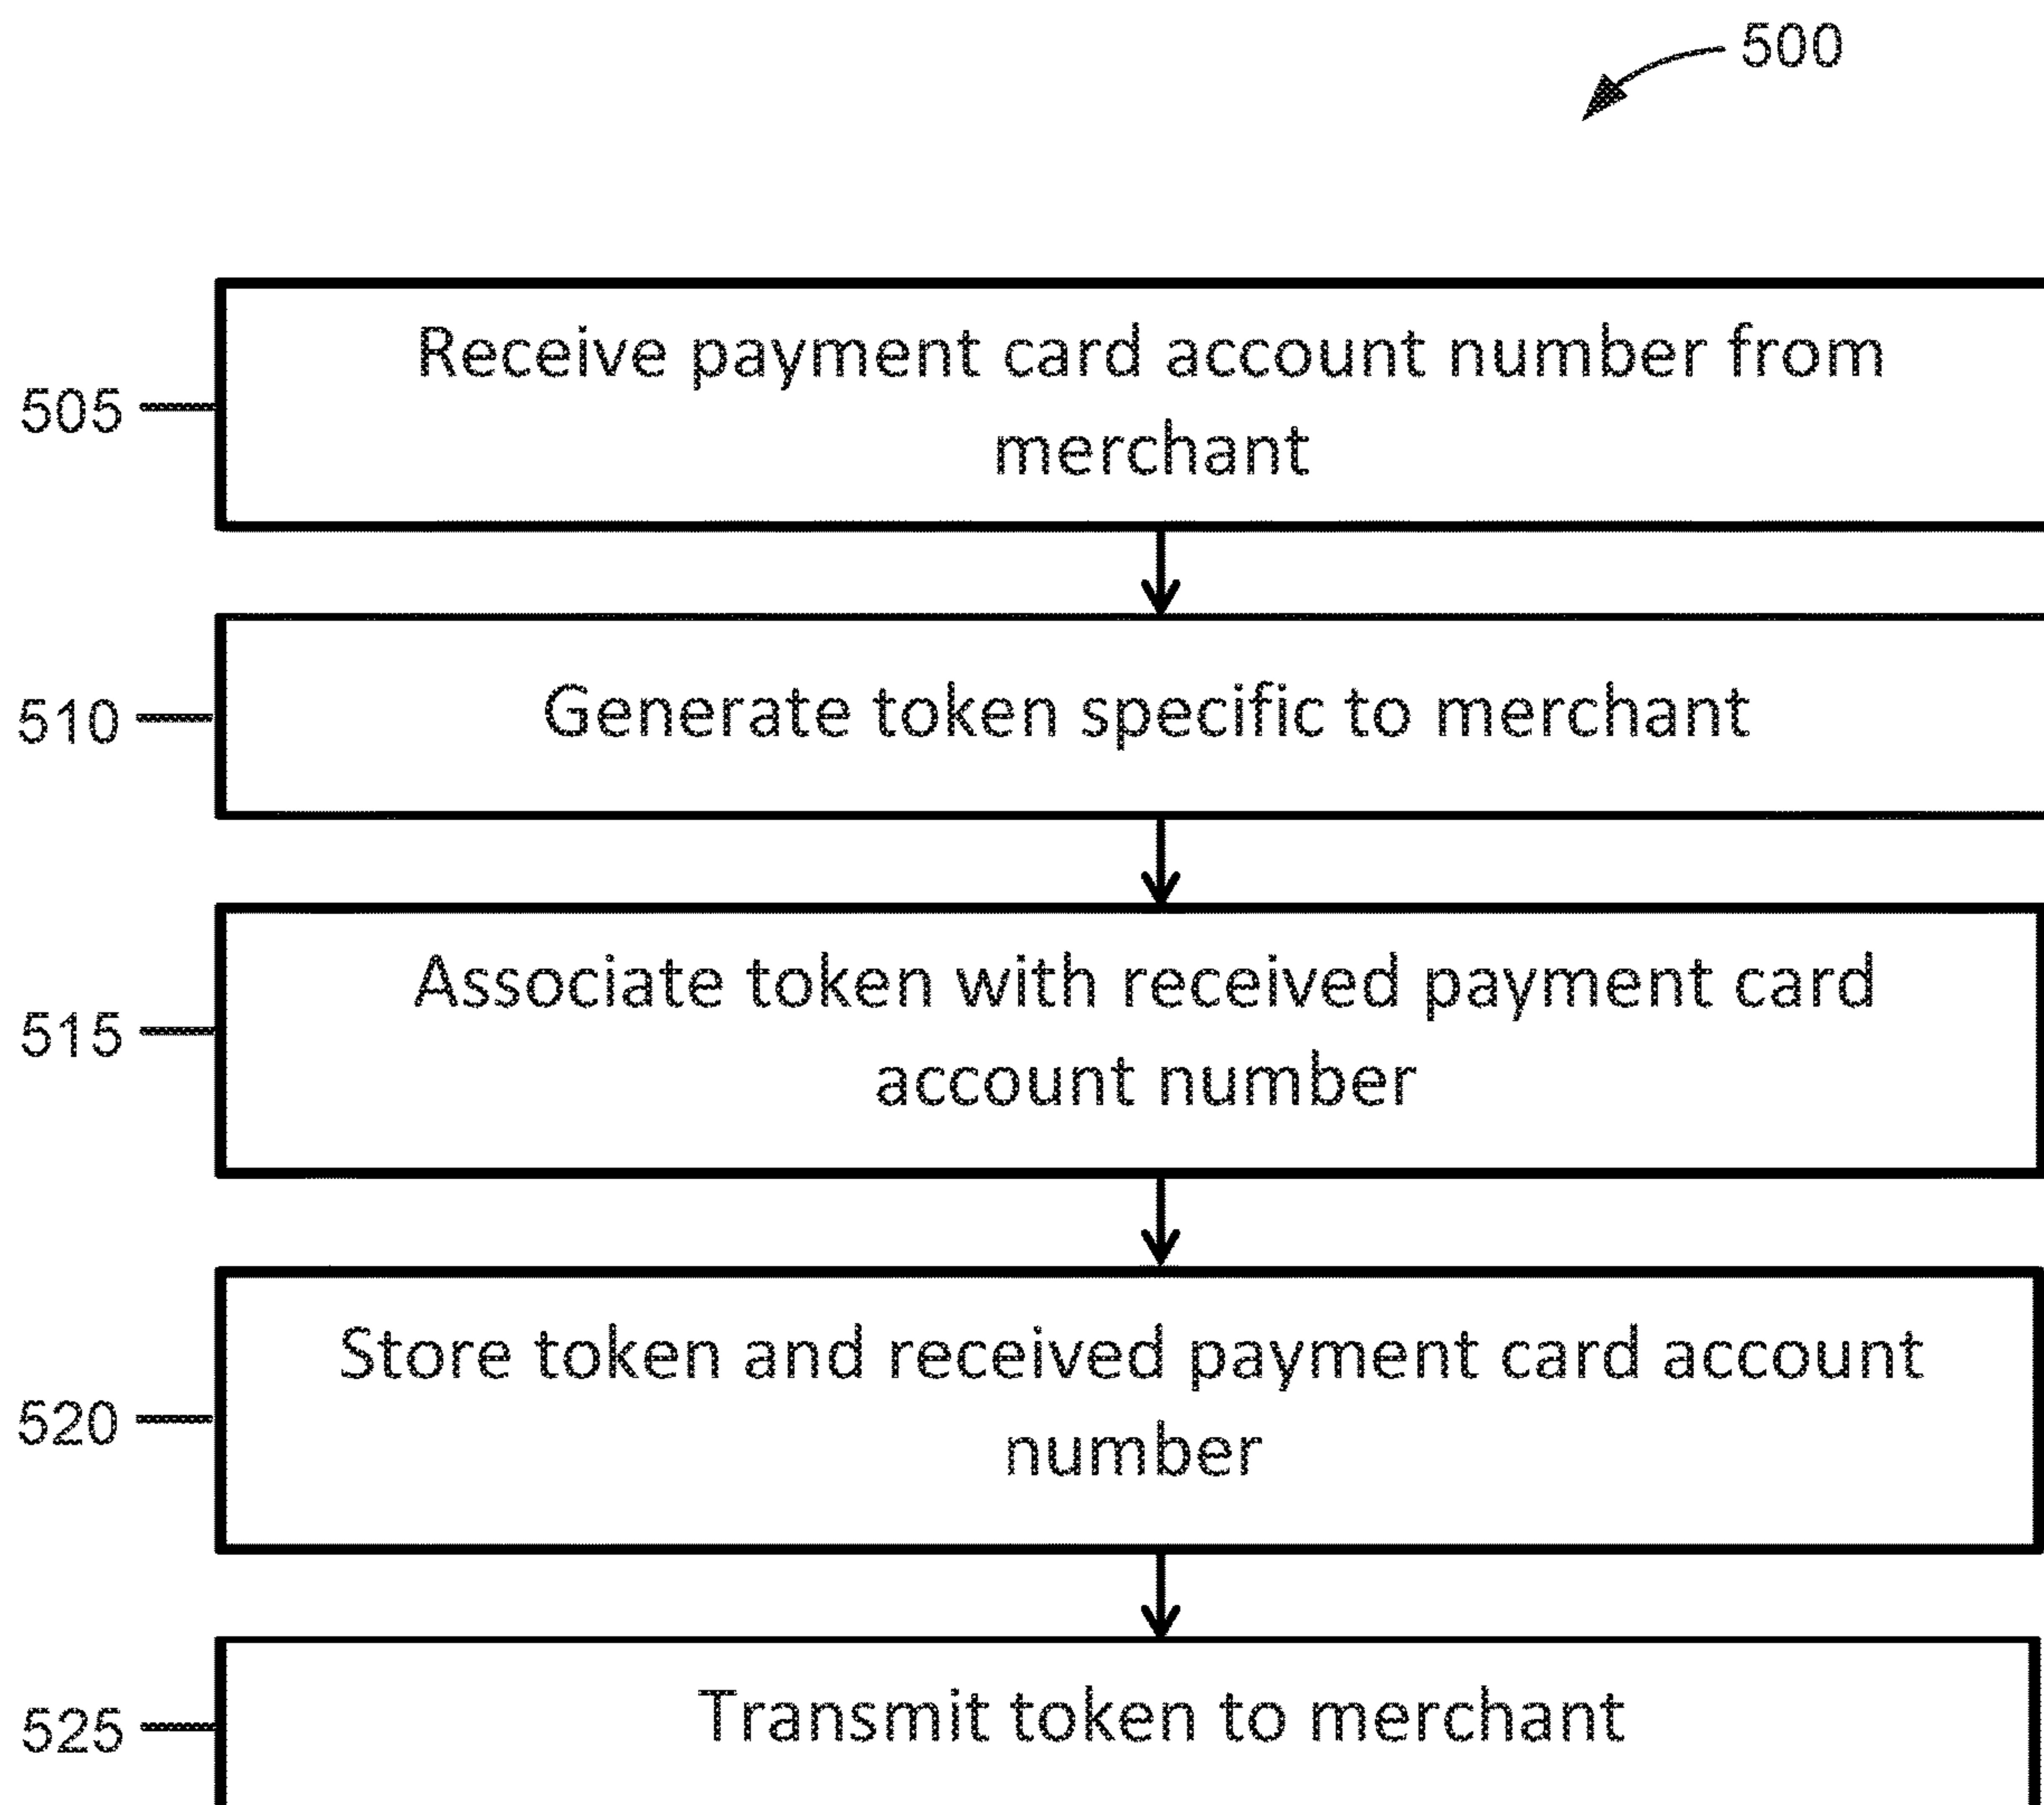 500
505
Receive payment card account number from
merchant
510
Generate token specific to merchant
515
Associate token with received payment card
account number
520
Store token and received payment card account
number
525
Transmit token to merchant